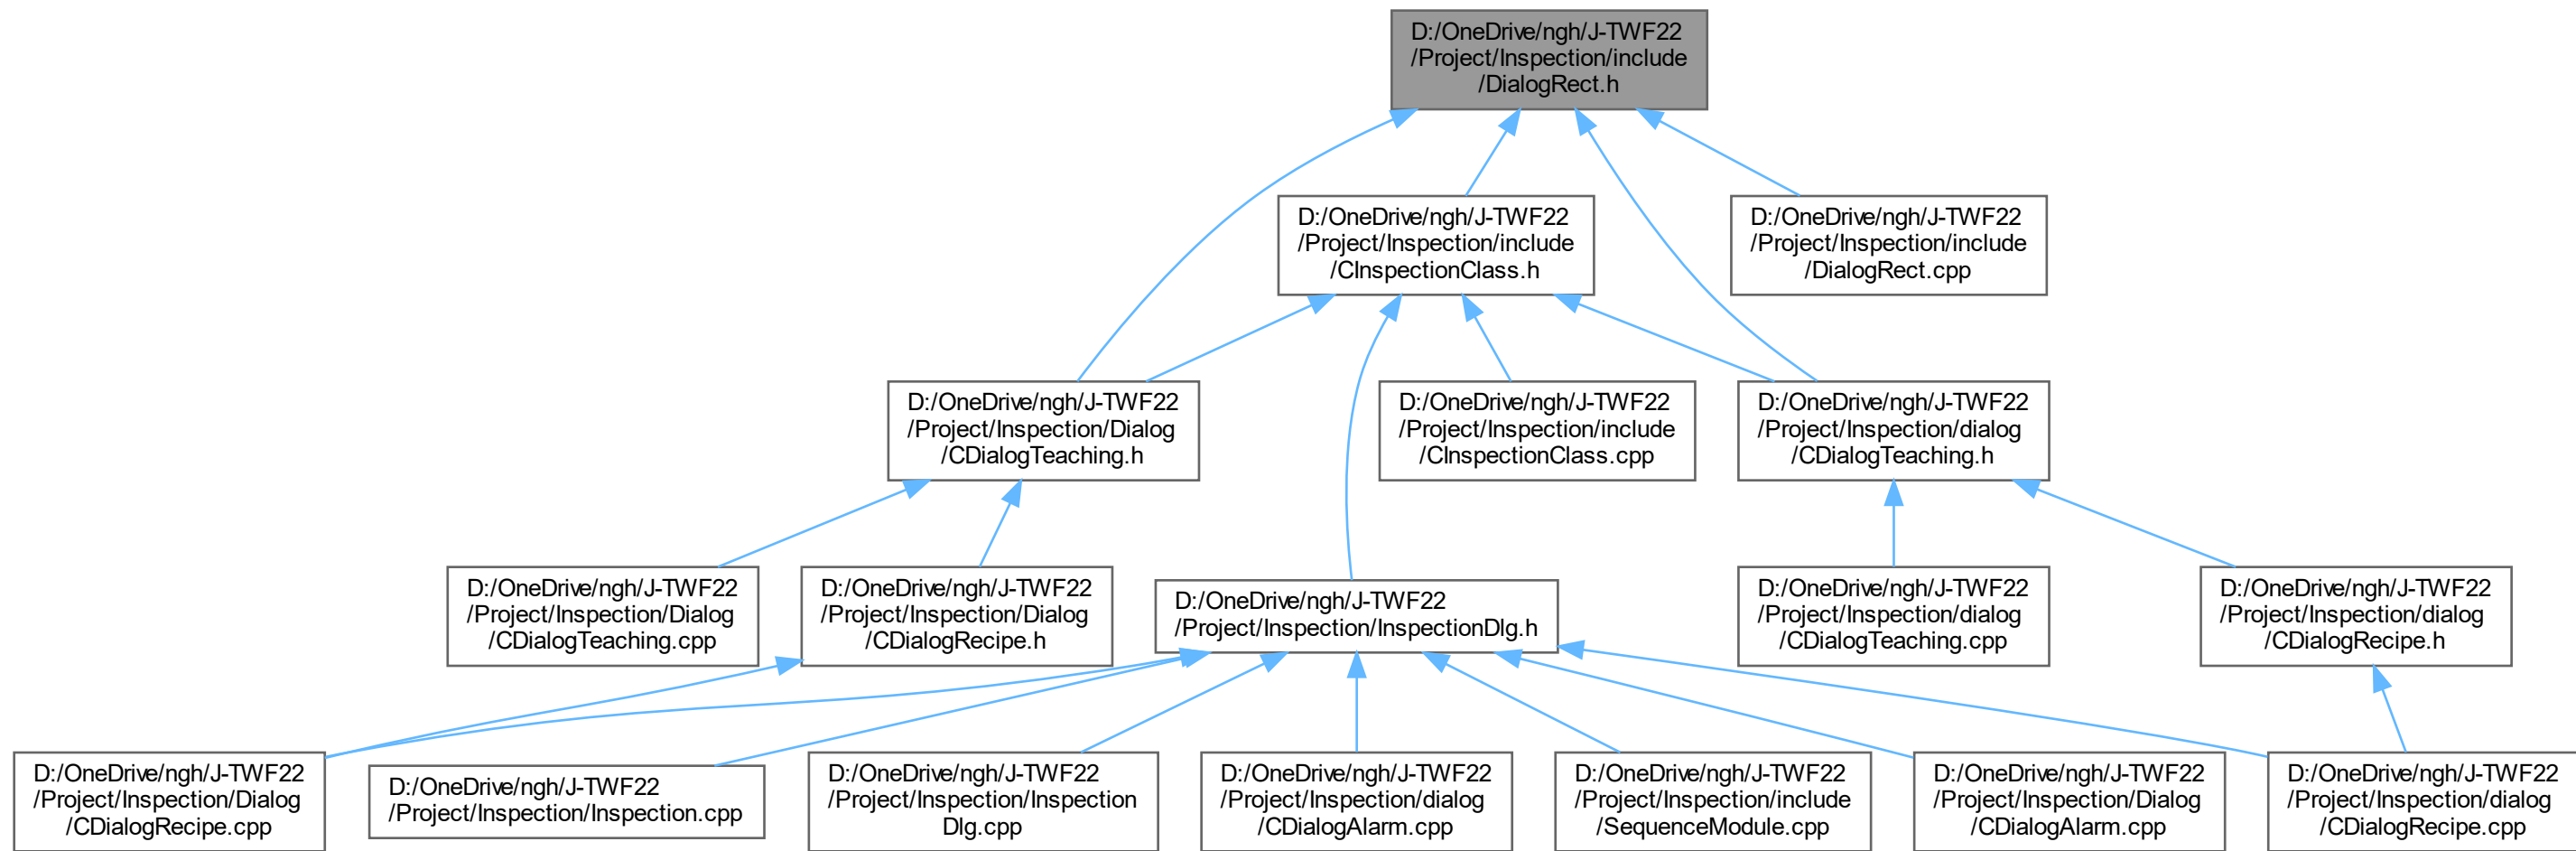 D:/OneDrive/ngh/J-TWF22
/Project/Inspection/include
/DialogRect.h
D:/OneDrive/ngh/J-TWF22
/Project/Inspection/include
/CInspectionClass.h
D:/OneDrive/ngh/J-TWF22
/Project/Inspection/include
/DialogRect.cpp
D:/OneDrive/ngh/J-TWF22
/Project/Inspection/Dialog
/CDialogTeaching.h
D:/OneDrive/ngh/J-TWF22
/Project/Inspection/include
/CInspectionClass.cpp
D:/OneDrive/ngh/J-TWF22
/Project/Inspection/dialog
/CDialogTeaching.h
D:/OneDrive/ngh/J-TWF22
/Project/Inspection/Dialog
/CDialogTeaching.cpp
D:/OneDrive/ngh/J-TWF22
/Project/Inspection/Dialog
/CDialogRecipe.h
D:/OneDrive/ngh/J-TWF22
/Project/Inspection/InspectionDlg.h
D:/OneDrive/ngh/J-TWF22
/Project/Inspection/dialog
/CDialogTeaching.cpp
D:/OneDrive/ngh/J-TWF22
/Project/Inspection/dialog
/CDialogRecipe.h
D:/OneDrive/ngh/J-TWF22
/Project/Inspection/Dialog
/CDialogRecipe.cpp
D:/OneDrive/ngh/J-TWF22
/Project/Inspection/Inspection.cpp
D:/OneDrive/ngh/J-TWF22
/Project/Inspection/Inspection
Dlg.cpp
D:/OneDrive/ngh/J-TWF22
/Project/Inspection/dialog
/CDialogAlarm.cpp
D:/OneDrive/ngh/J-TWF22
/Project/Inspection/include
/SequenceModule.cpp
D:/OneDrive/ngh/J-TWF22
/Project/Inspection/Dialog
/CDialogAlarm.cpp
D:/OneDrive/ngh/J-TWF22
/Project/Inspection/dialog
/CDialogRecipe.cpp